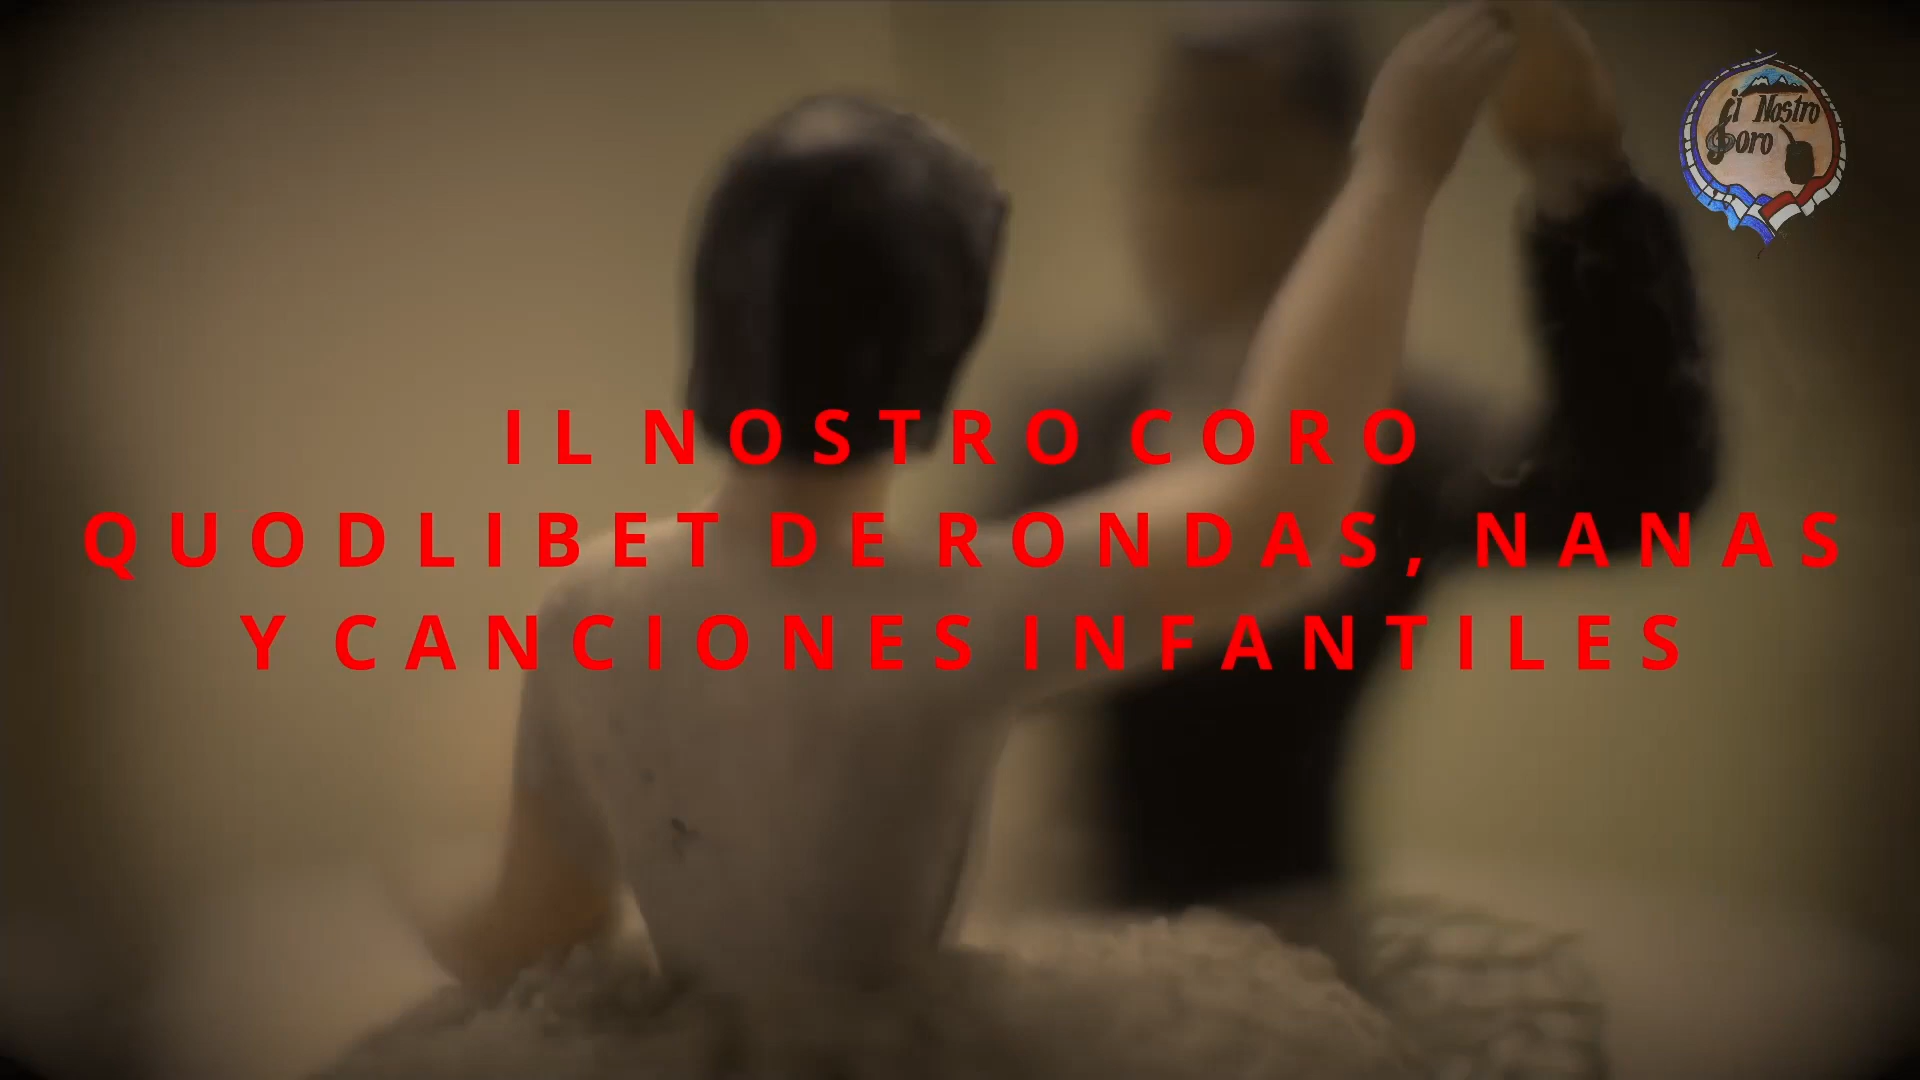 il Nostro
Coro
IL NOSTRO CORO
QUODLIBET DE RONDAS, NANAS
Y CANCIONES INFANTILES